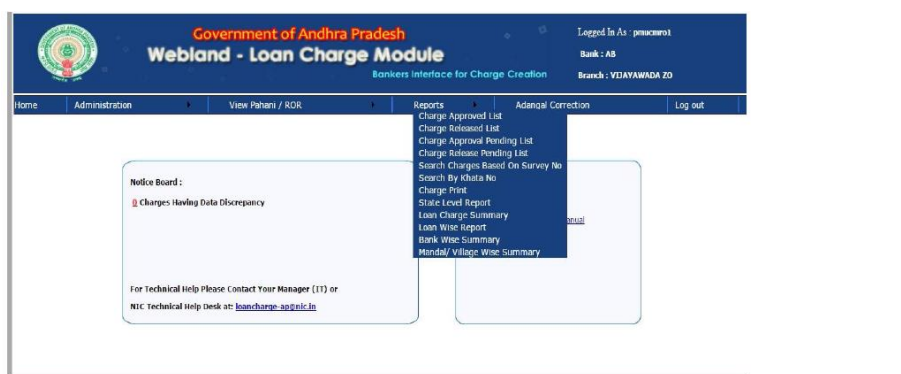 Government of Andhra Pradesh
Webland - Loan Charge Module
Bankers Interface for Charge Creation
Logged In As : pmucmro1
Bank : AB
Branch : VIJAYAWADA ZO
Home Administration View Pahani / ROR Reports Adangal Correction Log out
Charge Approved List
Charge Released List
Charge Approval Pending List
Charge Release Pending List
Search Charges Based On Survey No
Search By Khata No
Charge Print
State Level Report
Loan Charge Summary
Loan Wise Report
Bank Wise Summary
Mandal/ Village Wise Summary
Notice Board :
0 Charges Having Data Discrepancy
For Technical Help Please Contact Your Manager (IT) or
NIC Technical Help Desk at: loancharge-ap@nic.in
anual